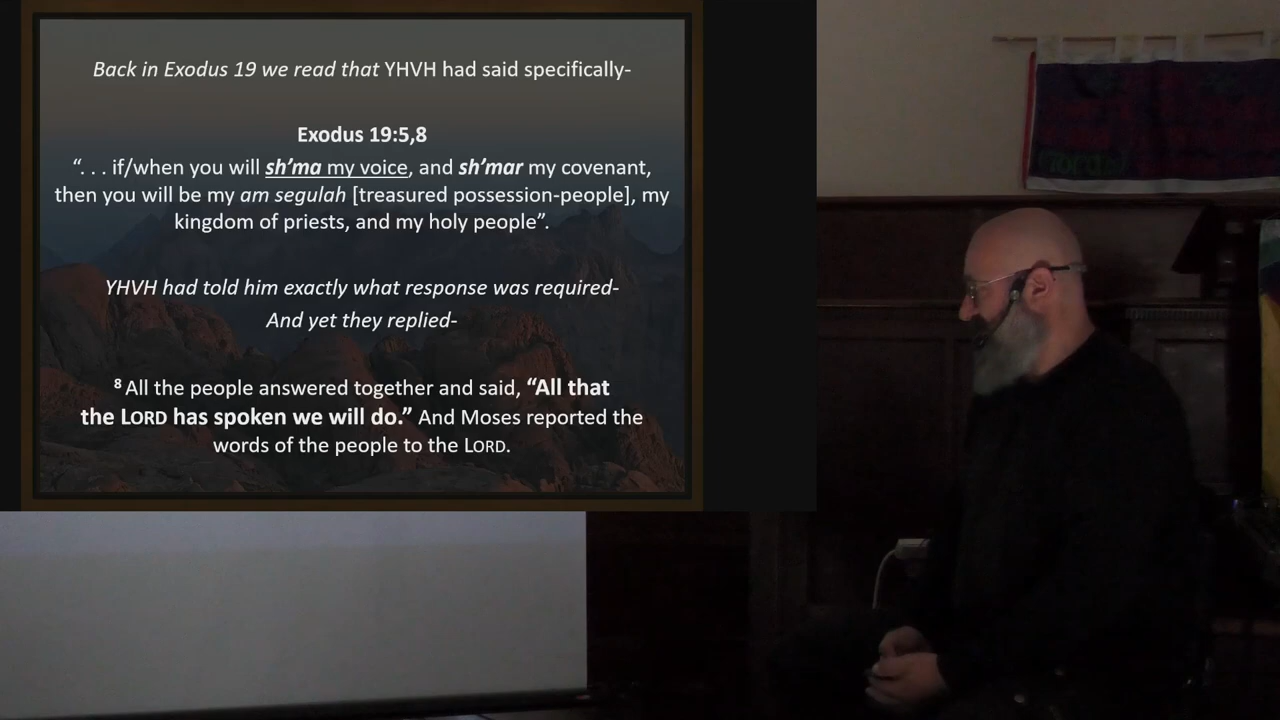 Back in Exodus 19 we read that YHVH had said specifically-
Exodus 19:5,8
“. . . if/when you will sh’ma my voice, and sh’mar my covenant,
then you will be my am segulah [treasured possession-people], my
kingdom of priests, and my holy people”.
YHVH had told him exactly what response was required-
And yet they replied-
⁸ All the people answered together and said, “All that
the LORD has spoken we will do.” And Moses reported the
words of the people to the LORD.